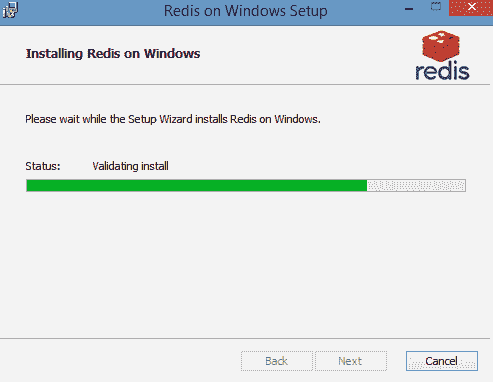 Redis on Windows Setup
Installing Redis on Windows
redis
Please wait while the Setup Wizard installs Redis on Windows.
Status: Validating install
Back Next Cancel